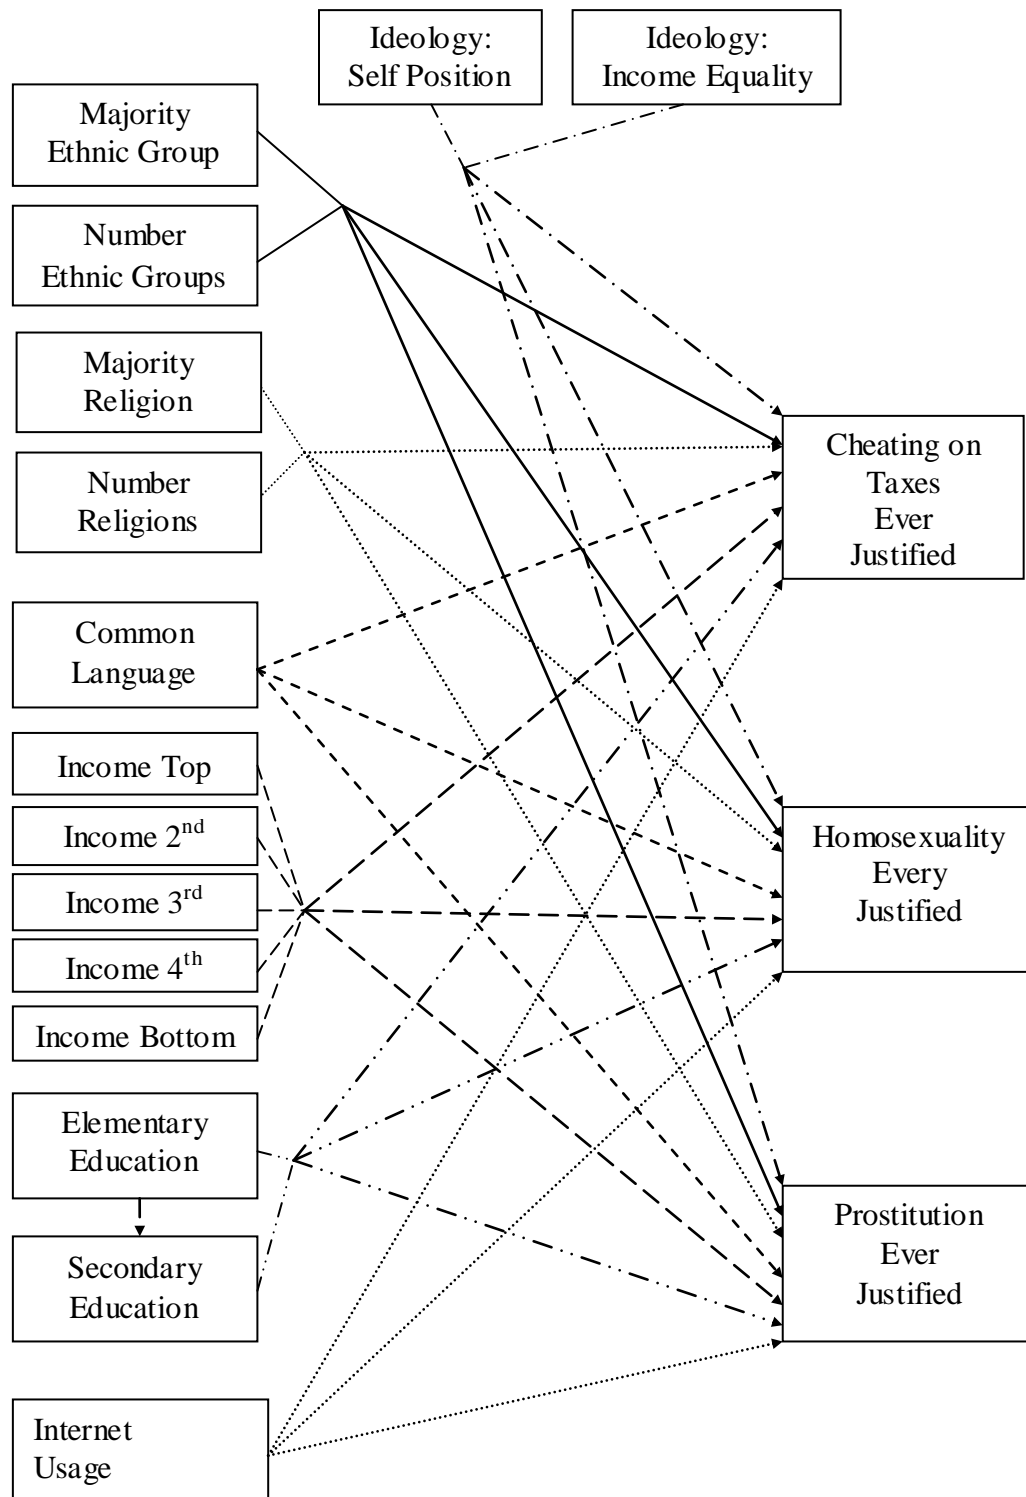 Ideology:
Self Position
Ideology:
Income Equality
Majority
Ethnic Group
Number
Ethnic Groups
Majority
Religion
Number
Religions
Common
Language
Income Top
Income 2nd
Income 3rd
Income 4th
Income Bottom
Elementary
Education
Secondary
Education
Internet
Usage
Cheating on
Taxes
Ever
Justified
Homosexuality
Every
Justified
Prostitution
Ever
Justified